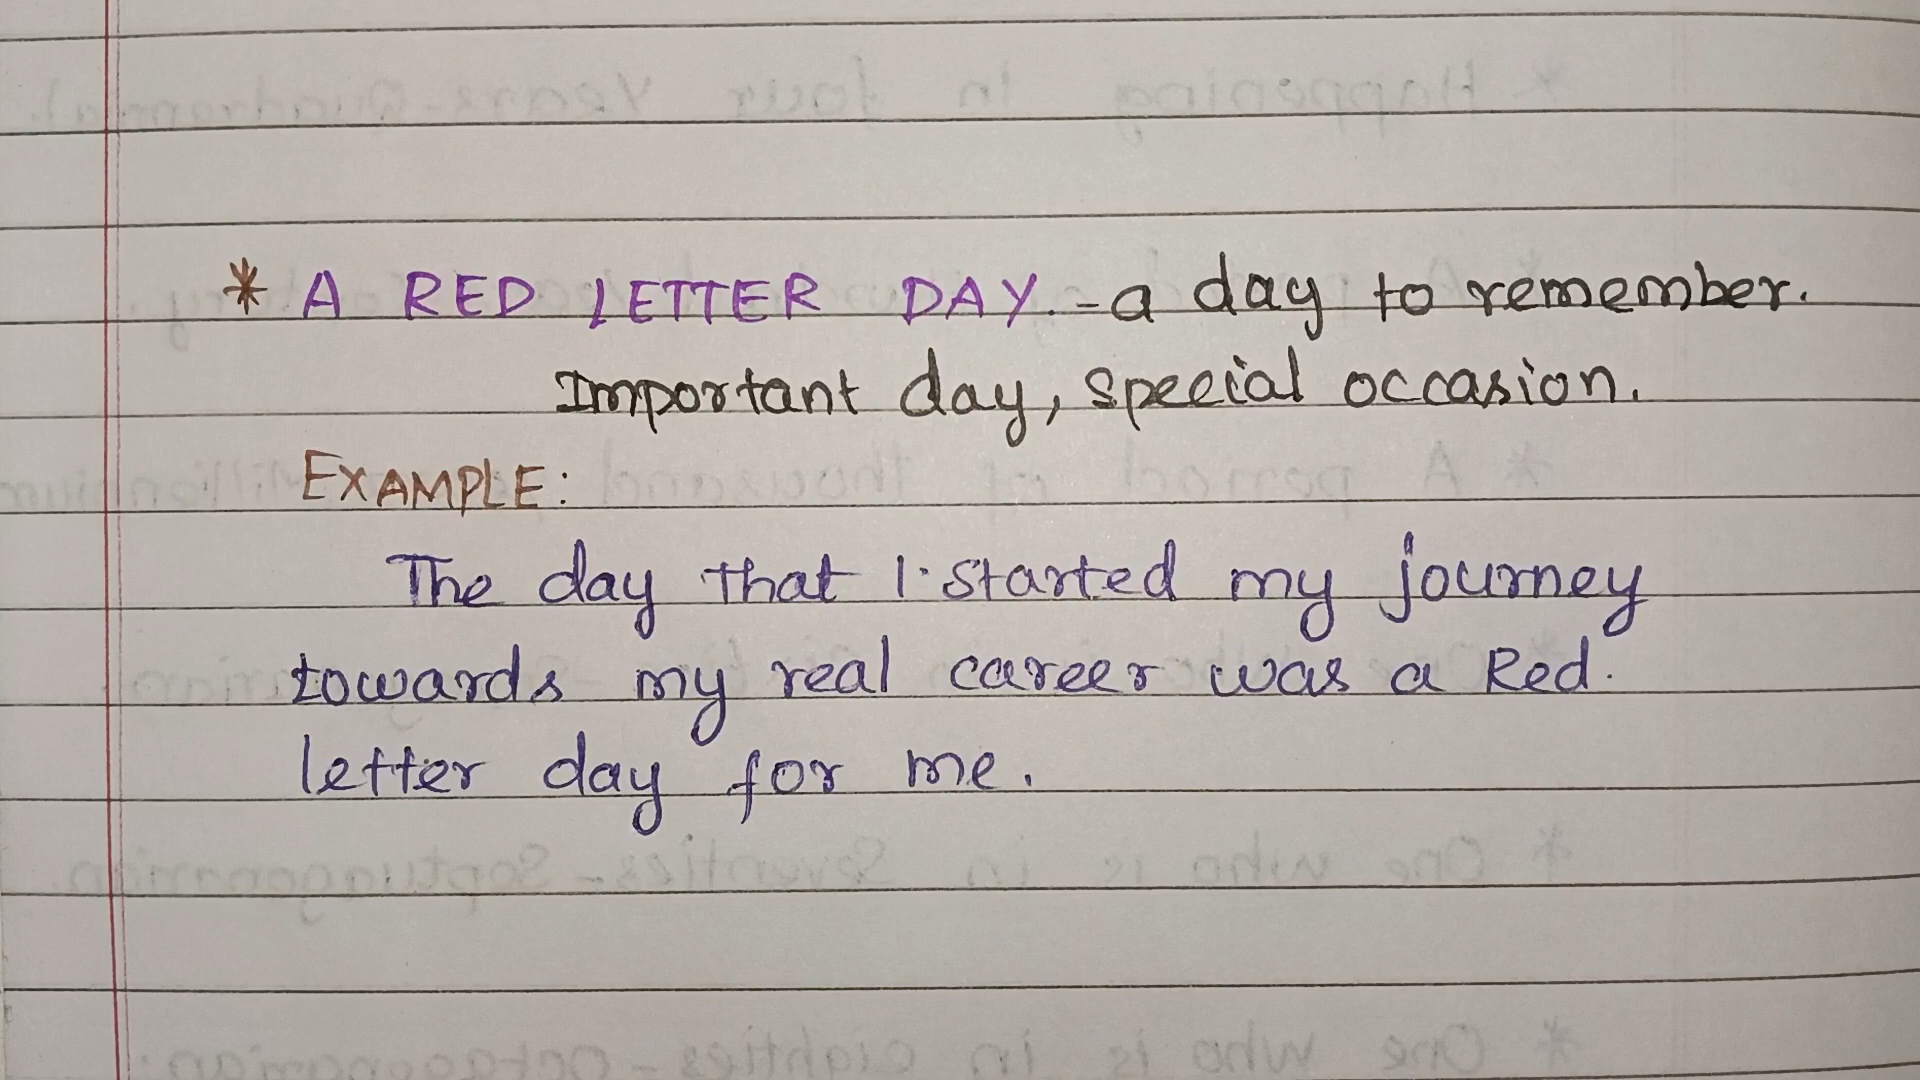 * A RED LETTER DAY. - a day to remember.
Important day, special occasion.
EXAMPLE:
The day that I started my journey
towards my real career was a Red
letter day for me.